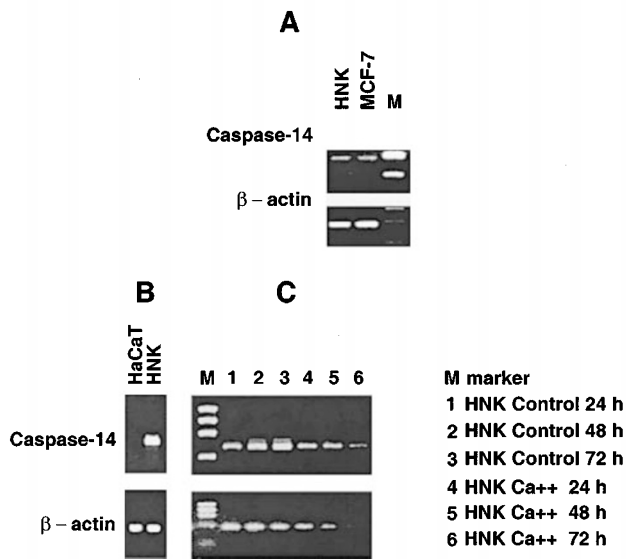 A
HNK MCF-7 M
Caspase-14
β – actin
B C
HaCaT HNK
M 1 2 3 4 5 6
Caspase-14
β – actin
M marker
1 HNK Control 24 h
2 HNK Control 48 h
3 HNK Control 72 h
4 HNK Ca++ 24 h
5 HNK Ca++ 48 h
6 HNK Ca++ 72 h